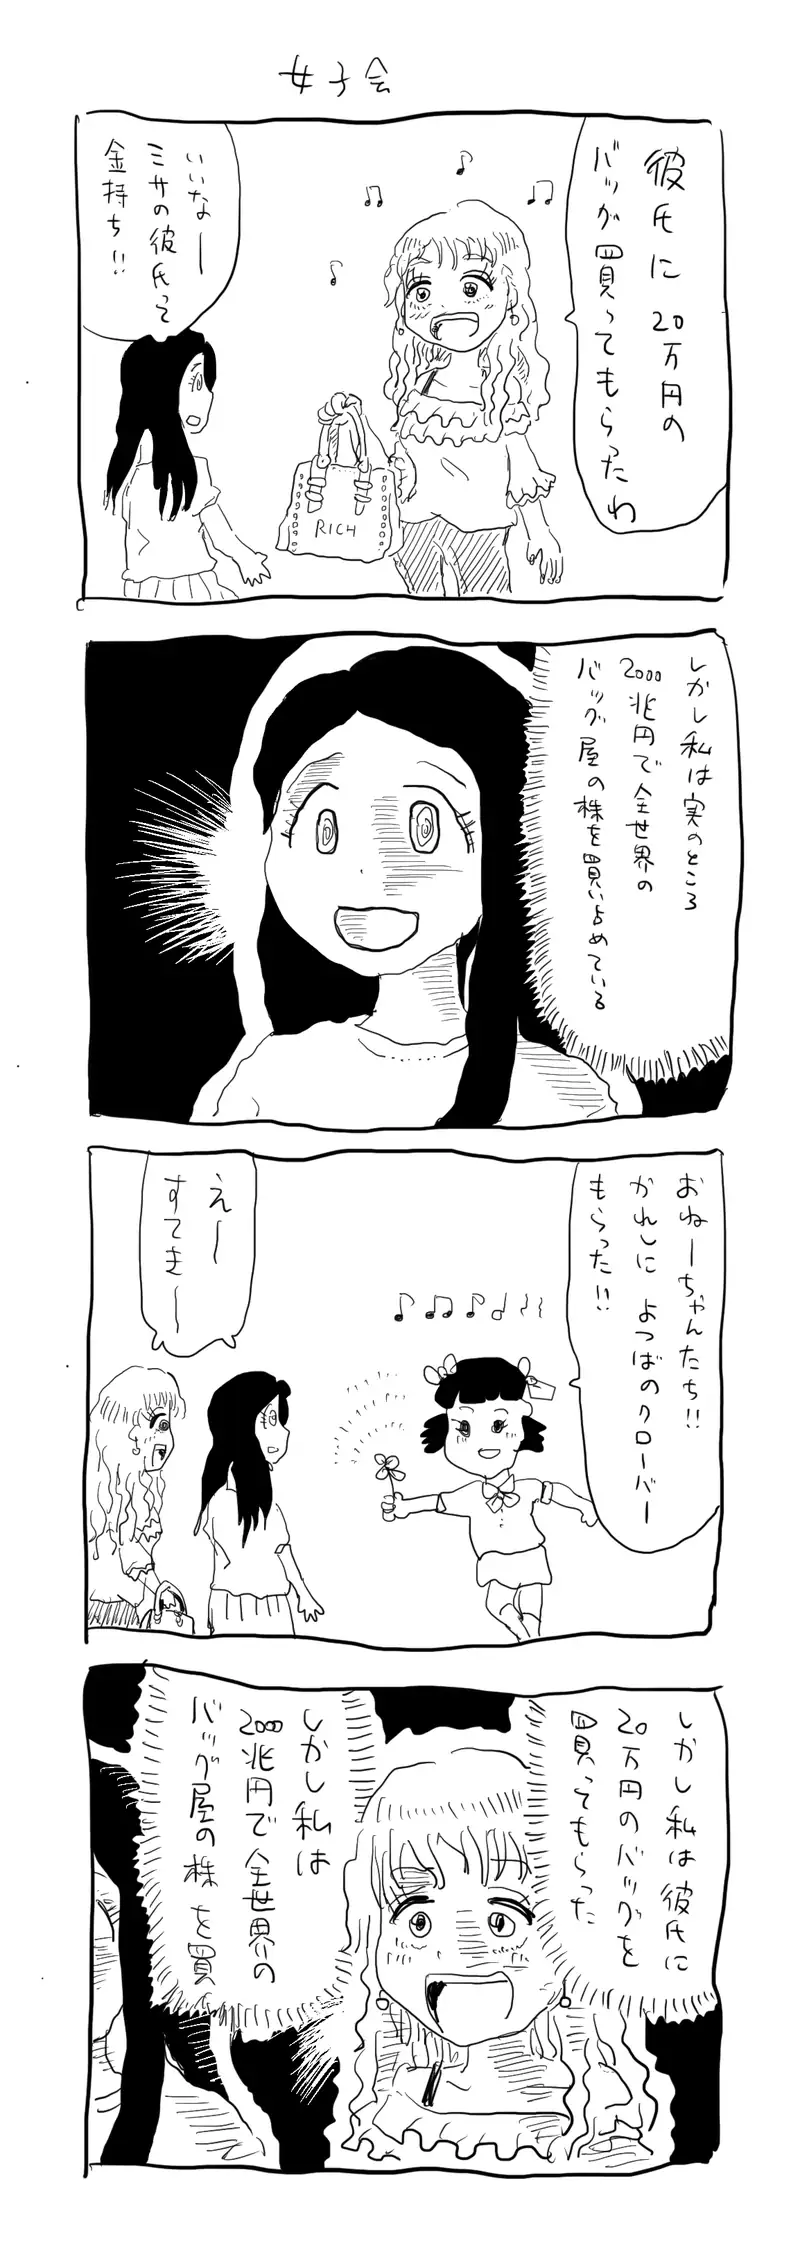 女子会
彼氏に20万円の
バッグ買ってもらったわ
いいなー
ミサの彼氏って
金持ち!!
RICH
しかし私は実のところ
2000兆円で全世界の
バッグ屋の株を買い占めている
おねーちゃんたち!!
かれしに よつばのクローバー
もらった!!
えー
すてきー
しかし私は彼氏に
20万円のバッグを
買ってもらった
しかし私は
2000兆円で全世界の
バッグ屋の株を買